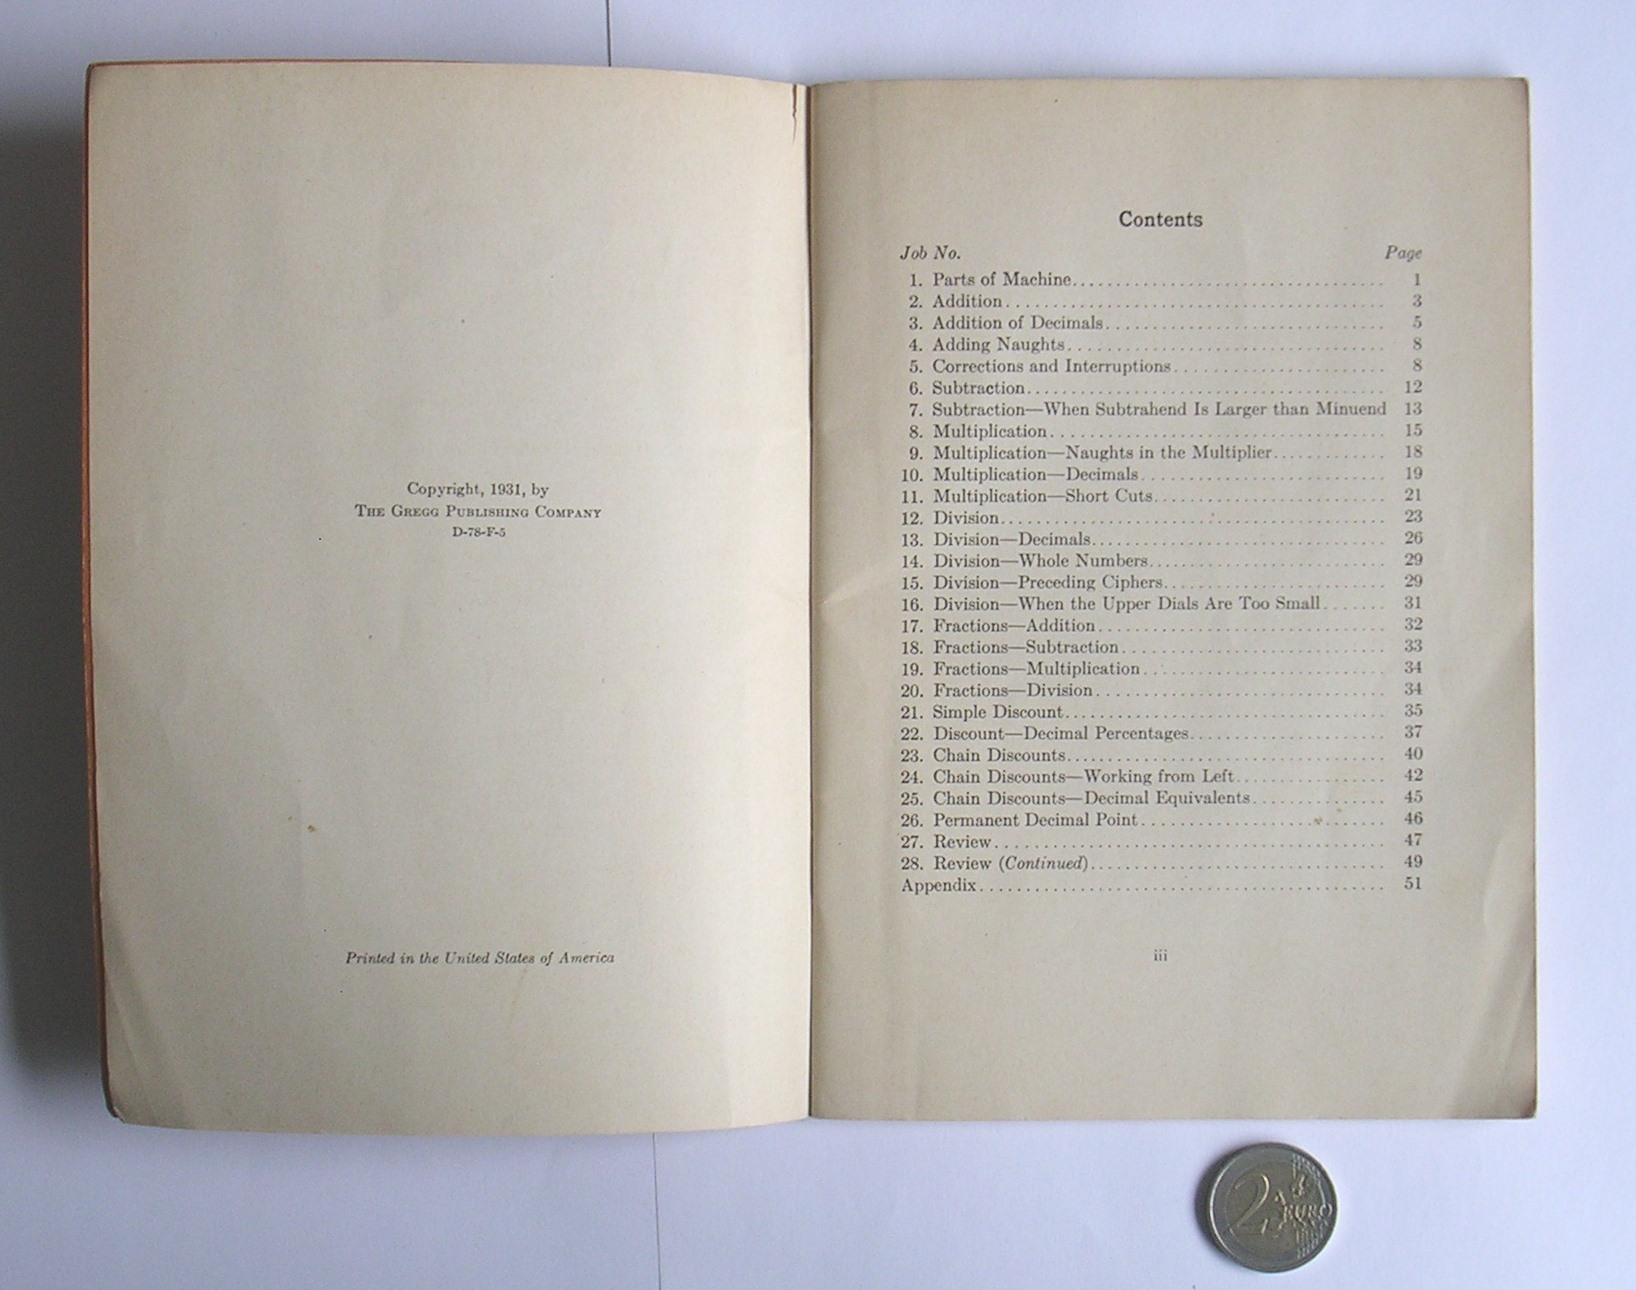 Copyright, 1931, by
THE GREGG PUBLISHING COMPANY
D-78-F-5
Printed in the United States of America
Contents
Job No. Page
1. Parts of Machine 1
2. Addition 3
3. Addition of Decimals 5
4. Adding Naughts 8
5. Corrections and Interruptions 8
6. Subtraction 12
7. Subtraction—When Subtrahend Is Larger than Minuend 13
8. Multiplication 15
9. Multiplication—Naughts in the Multiplier 18
10. Multiplication—Decimals 19
11. Multiplication—Short Cuts 21
12. Division 23
13. Division—Decimals 26
14. Division—Whole Numbers 29
15. Division—Preceding Ciphers 29
16. Division—When the Upper Dials Are Too Small 31
17. Fractions—Addition 32
18. Fractions—Subtraction 33
19. Fractions—Multiplication 34
20. Fractions—Division 34
21. Simple Discount 35
22. Discount—Decimal Percentages 37
23. Chain Discounts 40
24. Chain Discounts—Working from Left 42
25. Chain Discounts—Decimal Equivalents 45
26. Permanent Decimal Point 46
27. Review 47
28. Review (Continued) 49
Appendix 51
iii
2 EURO